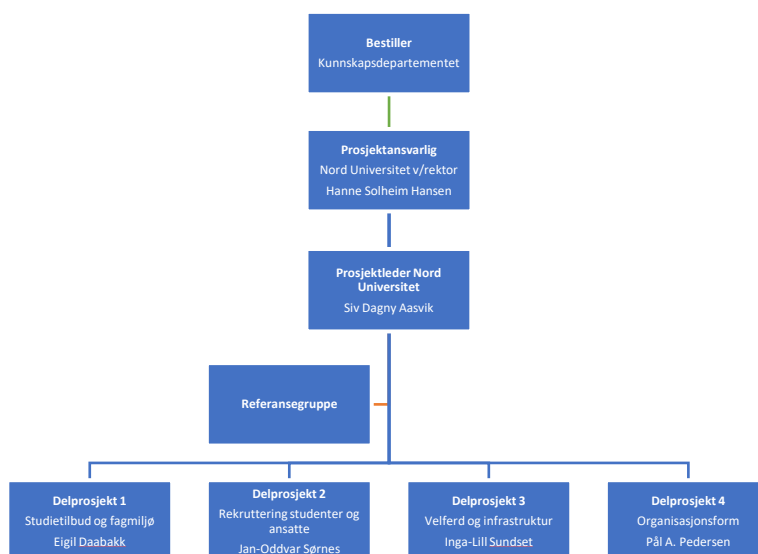 Bestiller
Kunnskapsdepartementet
Prosjektansvarlig
Nord Universitet v/rektor
Hanne Solheim Hansen
Prosjektleder Nord
Universitet
Siv Dagny Aasvik
Referansegruppe
Delprosjekt 1
Studietilbud og fagmiljø
Eigil Daabakk
Delprosjekt 2
Rekruttering studenter og
ansatte
Jan-Oddvar Sørnes
Delprosjekt 3
Velferd og infrastruktur
Inga-Lill Sundset
Delprosjekt 4
Organisasjonsform
Pål A. Pedersen